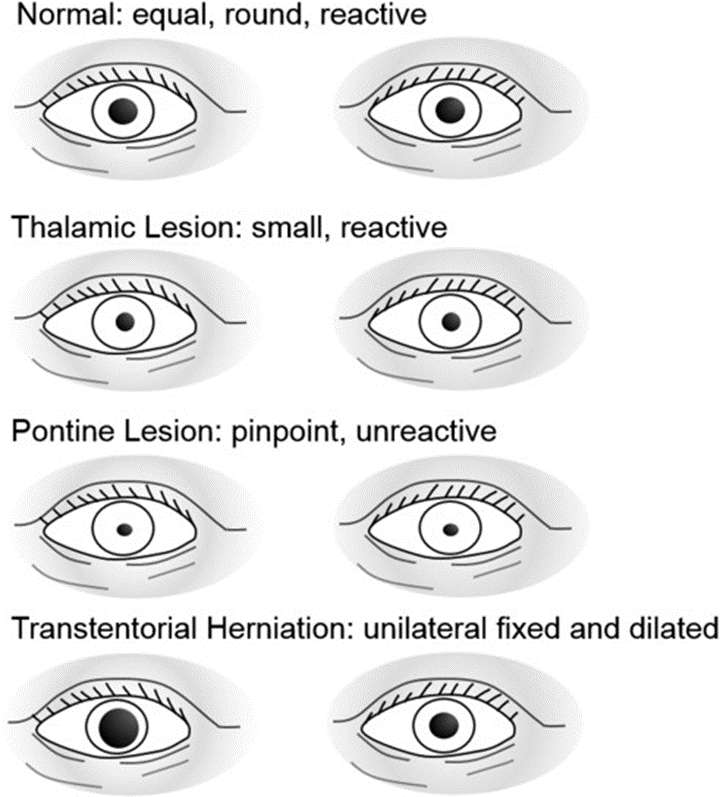 Normal: equal, round, reactive
Thalamic Lesion: small, reactive
Pontine Lesion: pinpoint, unreactive
Transtentorial Herniation: unilateral fixed and dilated